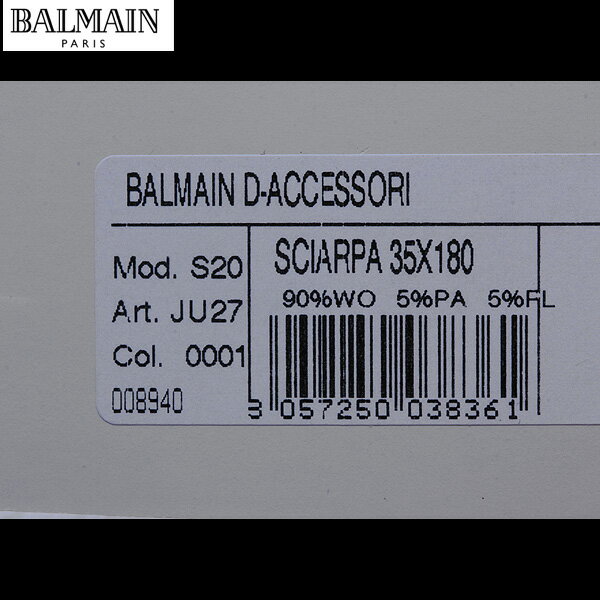 BALMAIN
PARIS
BALMAIN D-ACCESSORI
Mod. S20
SCIARPA 35X180
90%WO 5%PA 5%FL
Art. JU27
Col. 0001
008940
3 057250 038361